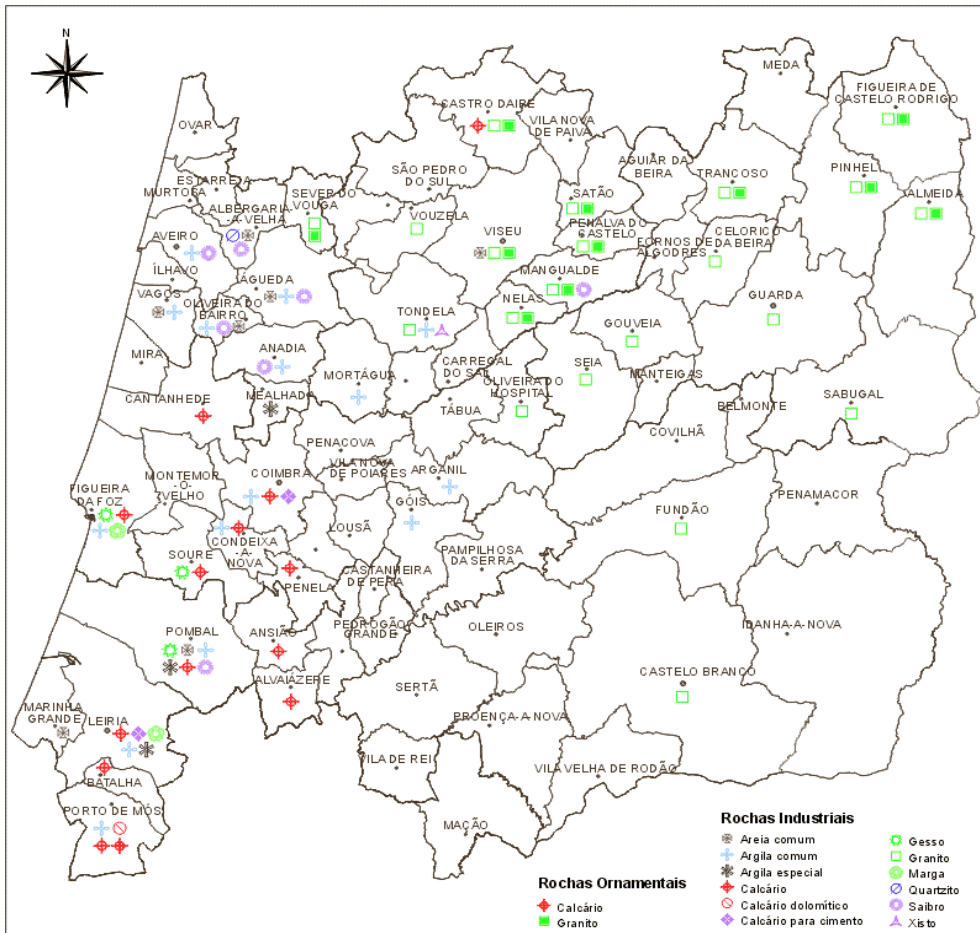 N
MEDA
FIGUEIRA DE
CASTELO RODRIGO
CASTRO DAIRE
VILA NOVA
DE PAIVA
OVAR
SÃO PEDRO
DO SUL
AGUIAR DA
BEIRA
TRANCOSO
PINHEL
ALMEIDA
ESTARREJA
MURTOSA
SEVER DO
VOUGA
ALBERGARIA
-A-VELHA
SATÃO
VOUZELA
PENALVA DO
CASTELO
CELORICO
DA BEIRA
FORNOS DE
ALGODRES
AVEIRO
VISEU
ÍLHAVO
MANGUALDE
VAGOS
ÁGUEDA
OLIVEIRA DO
BAIRRO
NELAS
GUARDA
TONDELA
GOUVEIA
MIRA
ANADIA
MORTÁGUA
CARREGAL
DO SAL
SEIA
MANTEIGAS
CANTANHEDE
MEALHADA
OLIVEIRA DO
HOSPITAL
TÁBUA
BELMONTE
SABUGAL
COVILHÃ
PENACOVA
VILA NOVA
DE POIARES
MONTEMOR
-O-
VELHO
COIMBRA
ARGANIL
FIGUEIRA
DA FOZ
GÓIS
PENAMACOR
FUNDÃO
LOUSÃ
CONDEIXA
-A-
NOVA
SOURE
PAMPILHOSA
DA SERRA
PENELA
CASTANHEIRA
DE PERA
PEDRÓGÃO
GRANDE
POMBAL
ANSIÃO
OLEIROS
IDANHA-A-NOVA
ALVAIÁZERE
SERTÃ
CASTELO BRANCO
MARINHA
GRANDE
LEIRIA
PROENÇA-A-NOVA
VILA DE REI
VILA VELHA DE RODÃO
BATALHA
PORTO DE MÓS
MAÇÃO
Rochas Ornamentais
Calcário
Granito
Rochas Industriais
Areia comum
Argila comum
Argila especial
Calcário
Calcário dolomítico
Calcário para cimento
Gesso
Granito
Marga
Quartzito
Saibro
Xisto